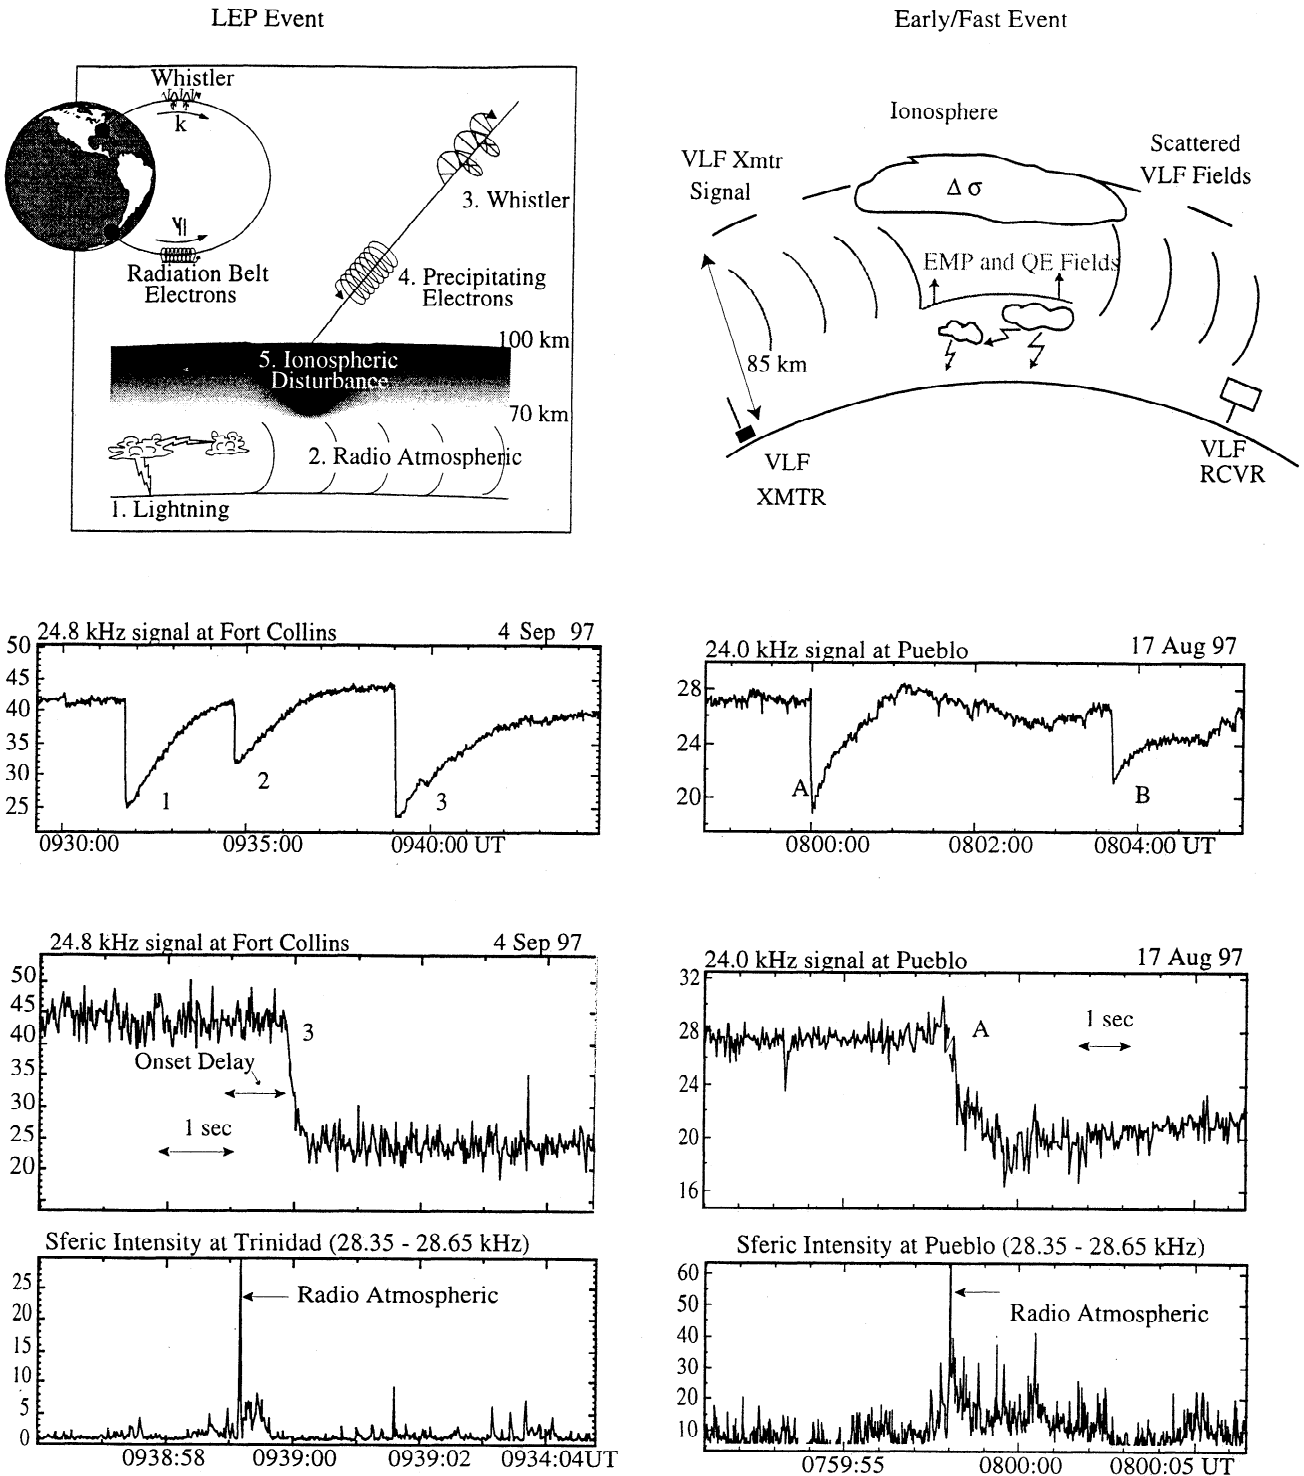 LEP Event
Whistler
k
v||
Radiation Belt
Electrons
3. Whistler
4. Precipitating
Electrons
100 km
5. Ionospheric
Disturbance
70 km
2. Radio Atmospheric
1. Lightning
Early/Fast Event
Ionosphere
VLF Xmtr
Signal
Scattered
VLF Fields
Δ σ
EMP and QE Fields
85 km
VLF
XMTR
VLF
RCVR
24.8 kHz signal at Fort Collins 4 Sep 97
50
45
40
35
30
25
1
2
3
0930:00 0935:00 0940:00 UT
24.0 kHz signal at Pueblo 17 Aug 97
28
24
20
A
B
0800:00 0802:00 0804:00 UT
24.8 kHz signal at Fort Collins 4 Sep 97
50
45
40
35
30
25
20
3
Onset Delay
1 sec
24.0 kHz signal at Pueblo 17 Aug 97
32
28
24
20
16
A
1 sec
Sferic Intensity at Trinidad (28.35 - 28.65 kHz)
25
20
15
10
5
0
Radio Atmospheric
0938:58 0939:00 0939:02 0939:04 UT
Sferic Intensity at Pueblo (28.35 - 28.65 kHz)
60
50
40
30
20
10
Radio Atmospheric
0759:55 0800:00 0800:05 UT